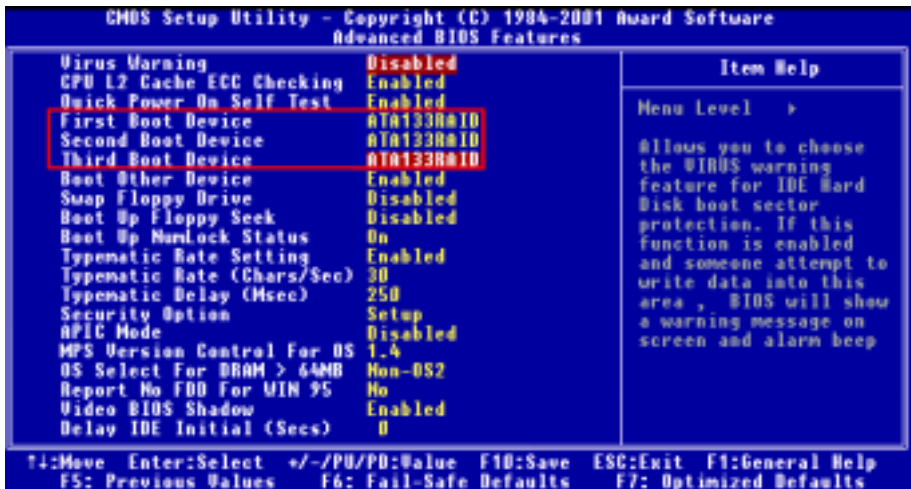 CMOS Setup Utility - Copyright (C) 1984-2001 Award Software
Advanced BIOS Features
Virus Warning Disabled
CPU L2 Cache ECC Checking Enabled
Quick Power On Self Test Enabled
First Boot Device ATA133RAID
Second Boot Device ATA133RAID
Third Boot Device ATA133RAID
Boot Other Device Enabled
Swap Floppy Drive Disabled
Boot Up Floppy Seek Disabled
Boot Up NumLock Status On
Typematic Rate Setting Enabled
Typematic Rate (Chars/Sec) 30
Typematic Delay (Msec) 250
Security Option Setup
APIC Mode Disabled
MPS Version Control For OS 1.4
OS Select For DRAM > 64MB Non-OS2
Report No FDD For WIN 95 No
Video BIOS Shadow Enabled
Delay IDE Initial (Secs) 0
Item Help
Menu Level ▸
Allows you to choose
the VIRUS warning
feature for IDE Hard
Disk boot sector
protection. If this
function is enabled
and someone attempt to
write data into this
area , BIOS will show
a warning message on
screen and alarm beep
↑↓:Move Enter:Select +/-/PU/PD:Value F10:Save ESC:Exit F1:General Help
F5: Previous Values F6: Fail-Safe Defaults F7: Optimized Defaults